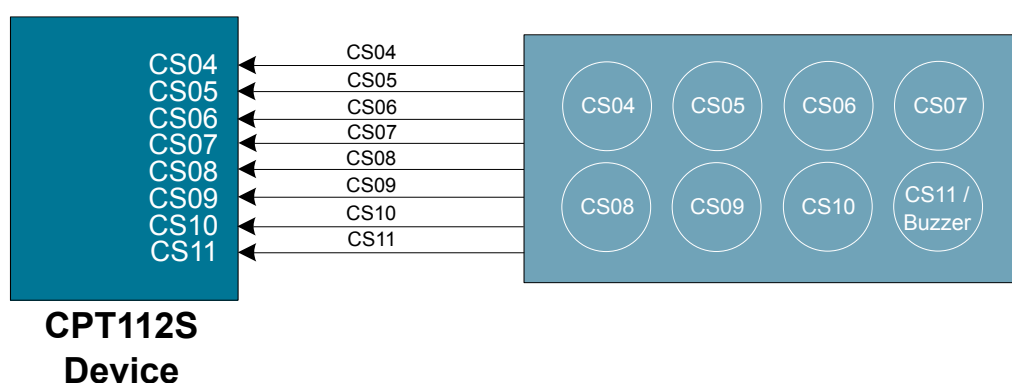 CS04
CS05
CS06
CS07
CS08
CS09
CS10
CS11
CPT112S
Device
CS04
CS05
CS06
CS07
CS08
CS09
CS10
CS11
CS04 CS05 CS06 CS07
CS08 CS09 CS10 CS11 /
Buzzer